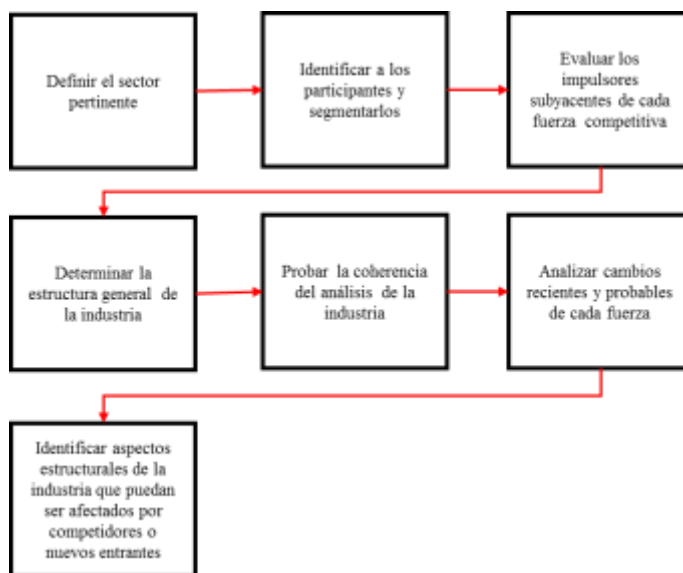 Definir el sector
pertinente
Identificar a los
participantes y
segmentarlos
Evaluar los
impulsores
subyacentes de cada
fuerza competitiva
Determinar la
estructura general de
la industria
Probar la coherencia
del análisis de la
industria
Analizar cambios
recientes y probables
de cada fuerza
Identificar aspectos
estructurales de la
industria que puedan
ser afectados por
competidores o
nuevos entrantes